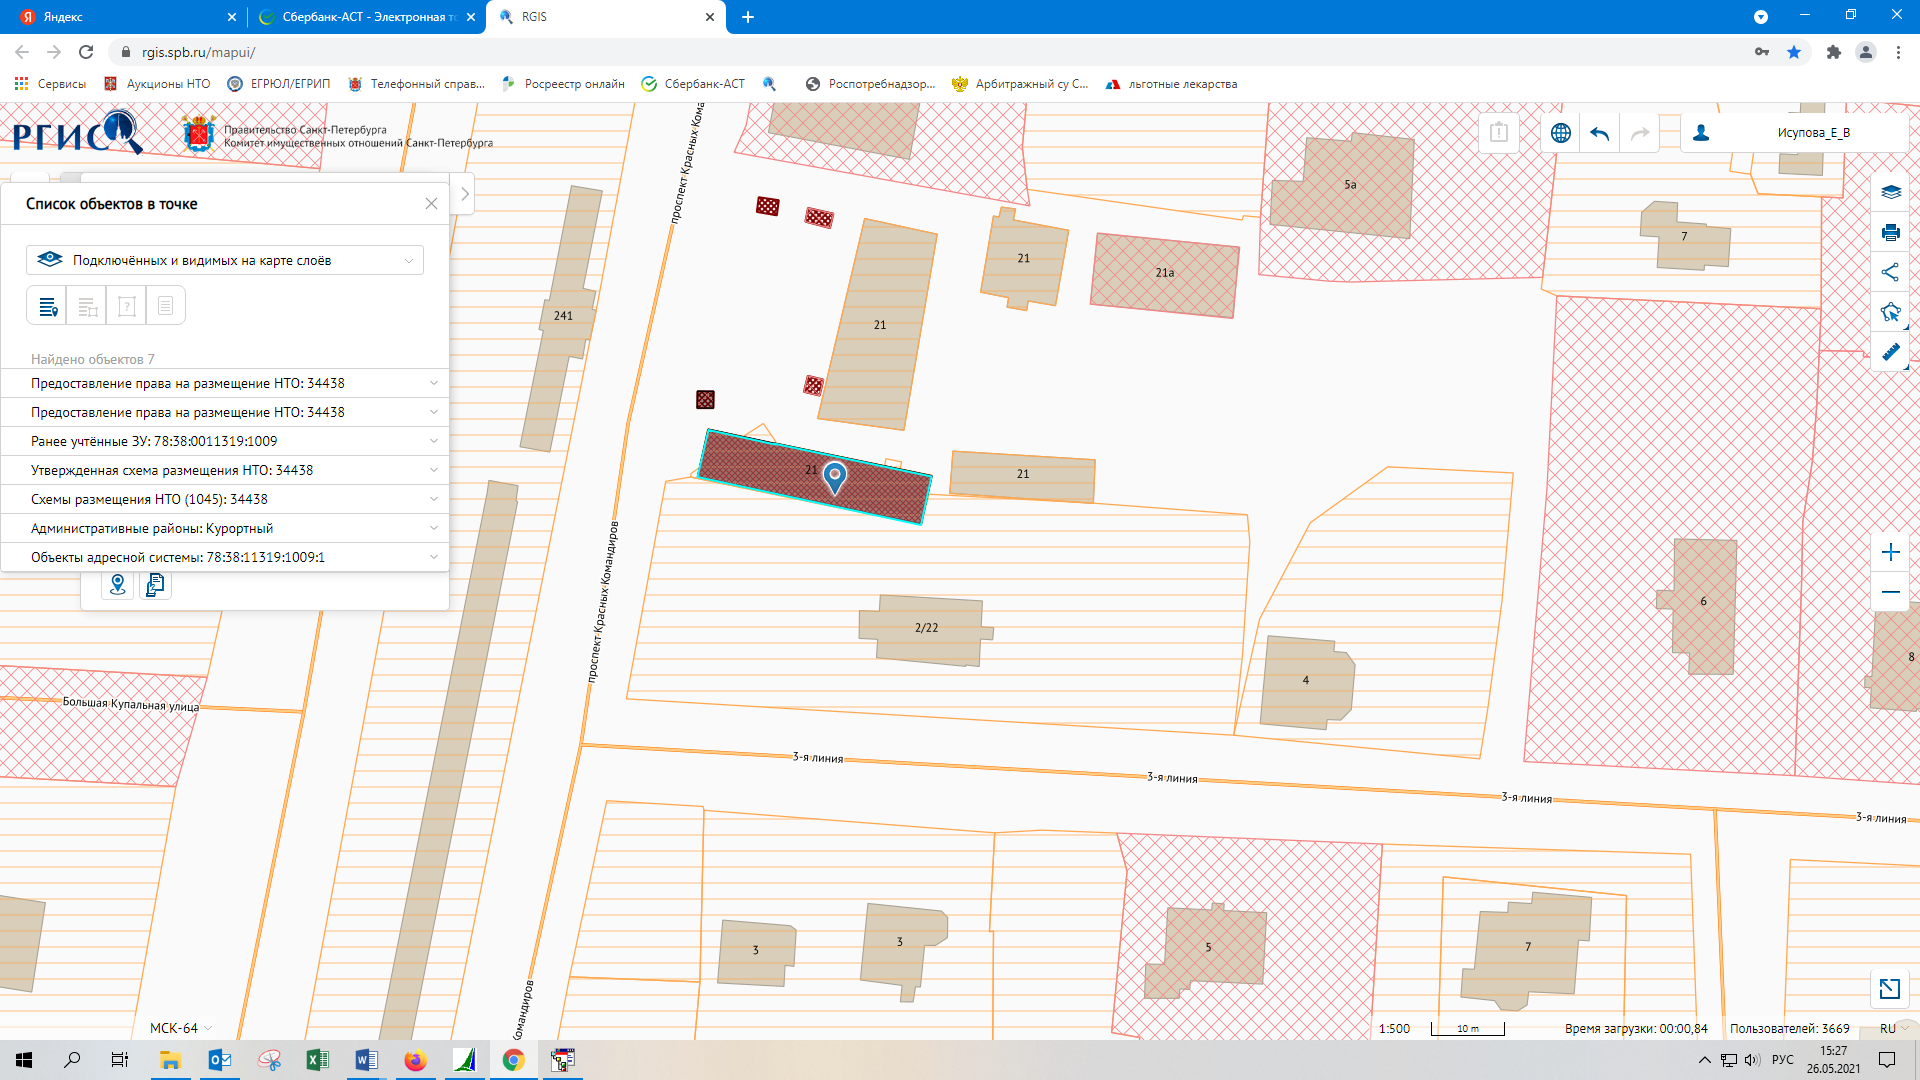 Яндекс
Сбербанк-АСТ - Электронная то
RGIS
rgis.spb.ru/mapui/
Сервисы
Аукционы НТО
ЕГРЮЛ/ЕГРИП
Телефонный справ...
Росреестр онлайн
Сбербанк-АСТ
Роспотребнадзор...
Арбитражный су С...
льготные лекарства
РГИС
Правительство Санкт-Петербурга
Комитет имущественных отношений Санкт-Петербурга
Исупова_Е_В
Список объектов в точке
Подключённых и видимых на карте слоёв
Найдено объектов 7
Предоставление права на размещение НТО: 34438
Предоставление права на размещение НТО: 34438
Ранее учтённые ЗУ: 78:38:0011319:1009
Утвержденная схема размещения НТО: 34438
Схемы размещения НТО (1045): 34438
Административные районы: Курортный
Объекты адресной системы: 78:38:11319:1009:1
проспект Красных Кома
5а
7
21
21а
241
21
21
21
проспект Красных Командиров
2/22
6
8
4
Большая Купальная улица
3-я линия
3-я линия
3-я линия
3-я линия
3
3
5
7
Командиров
МСК-64
1:500
10 m
Время загрузки: 00:00,84
Пользователей: 3669
RU
РУС
15:27
26.05.2021